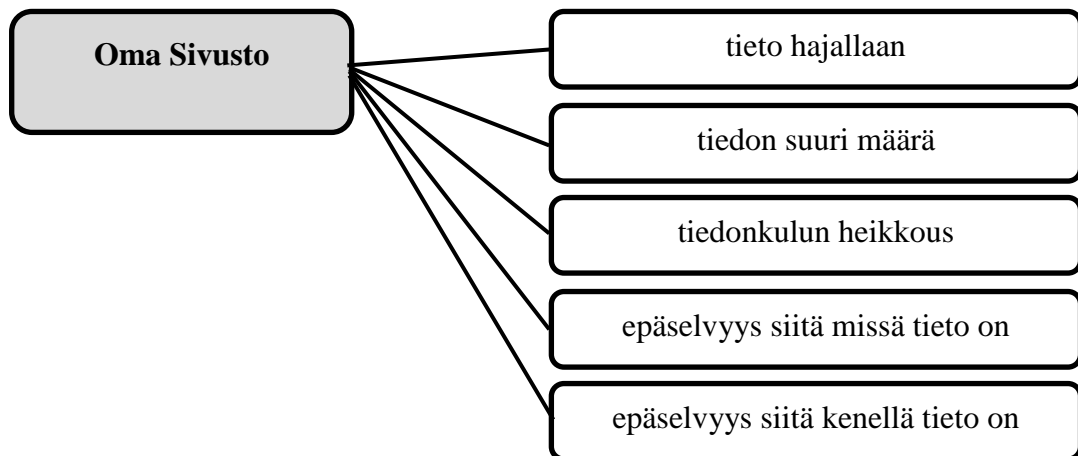 Oma Sivusto
tieto hajallaan
tiedon suuri määrä
tiedonkulun heikkous
epäselvyys siitä missä tieto on
epäselvyys siitä kenellä tieto on